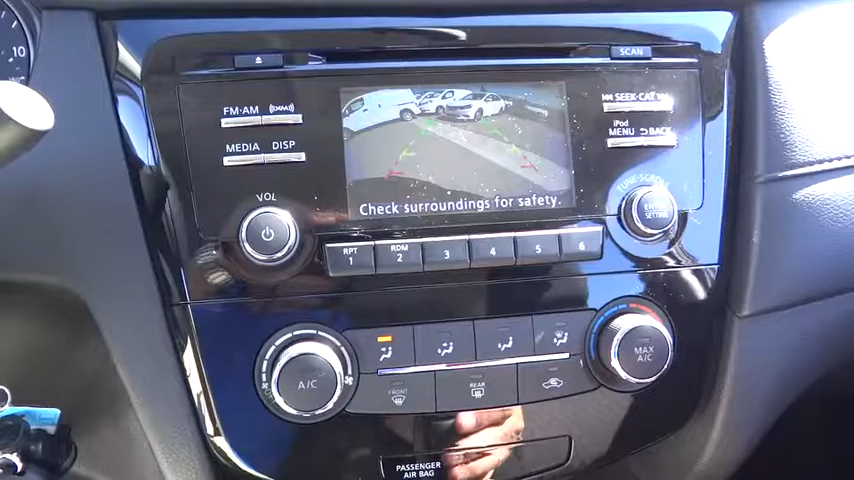 10
SCAN
FM·AM
SXM
SEEK·CAT
MEDIA DISP
iPod
MENU BACK
VOL
TUNE·SCROLL
ENTER
SETTING
Check surroundings for safety.
RPT
1
RDM
2
3
4
5
6
A/C
MAX
A/C
FRONT
REAR
PASSENGER
AIR BAG